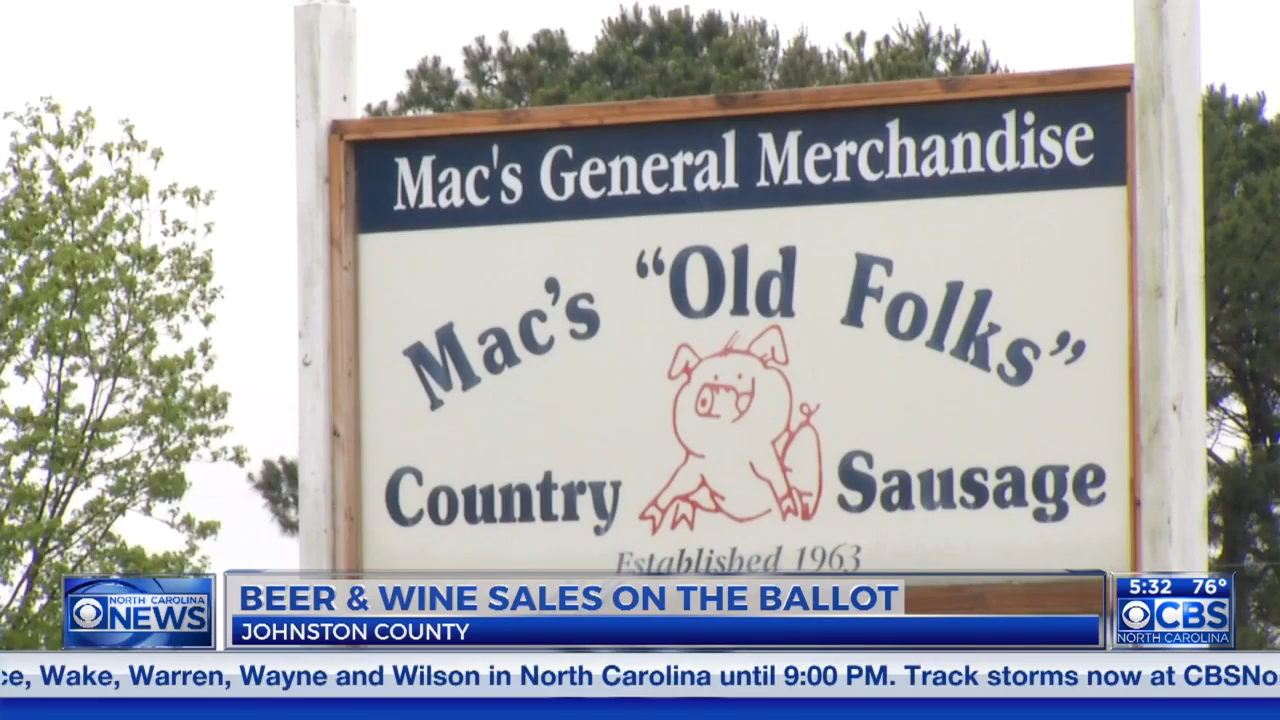 Mac's General Merchandise
Mac's “Old Folks”
Country Sausage
Established 1963
NORTH CAROLINA
NEWS
BEER & WINE SALES ON THE BALLOT
JOHNSTON COUNTY
5:32 76°
CBS
NORTH CAROLINA
Wake, Warren, Wayne and Wilson in North Carolina until 9:00 PM. Track storms now at